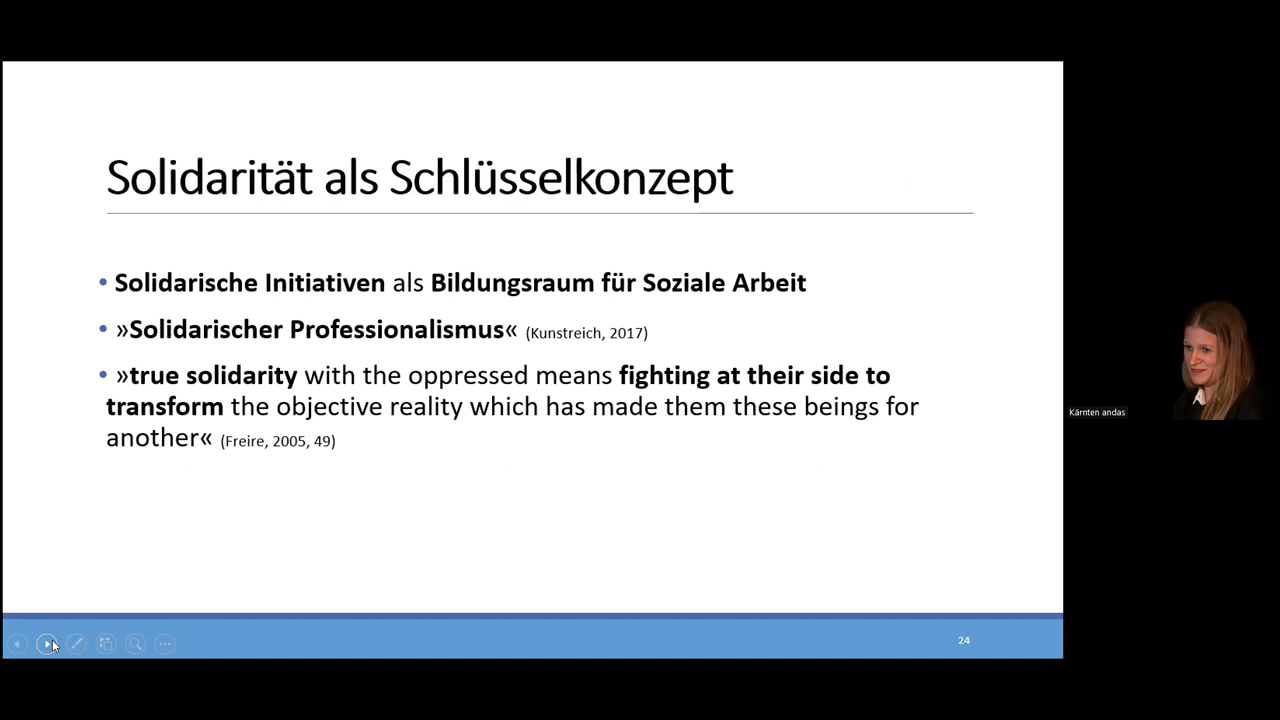 Solidarität als Schlüsselkonzept
• Solidarische Initiativen als Bildungsraum für Soziale Arbeit
• »Solidarischer Professionalismus« (Kunstreich, 2017)
• »true solidarity with the oppressed means fighting at their side to
transform the objective reality which has made them these beings for
another« (Freire, 2005, 49)
Kärnten andas
24